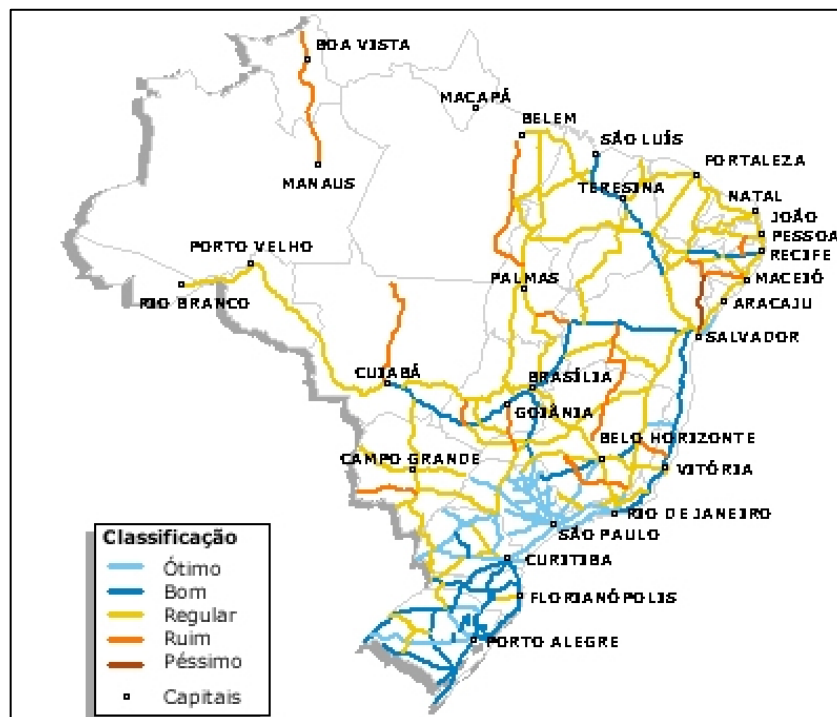 BOA VISTA
MACAPÁ
BELEM
SÃO LUÍS
FORTALEZA
MANAUS
TERESINA
NATAL
JOÃO
PESSOA
PORTO VELHO
RECIFE
PALMAS
MACEIÓ
RIO BRANCO
ARACAJU
SALVADOR
CUIABÁ
BRASÍLIA
GOIÂNIA
BELO HORIZONTE
CAMPO GRANDE
VITÓRIA
RIO DE JANEIRO
SÃO PAULO
CURITIBA
FLORIANÓPOLIS
PORTO ALEGRE
Classificação
Ótimo
Bom
Regular
Ruim
Péssimo
Capitais